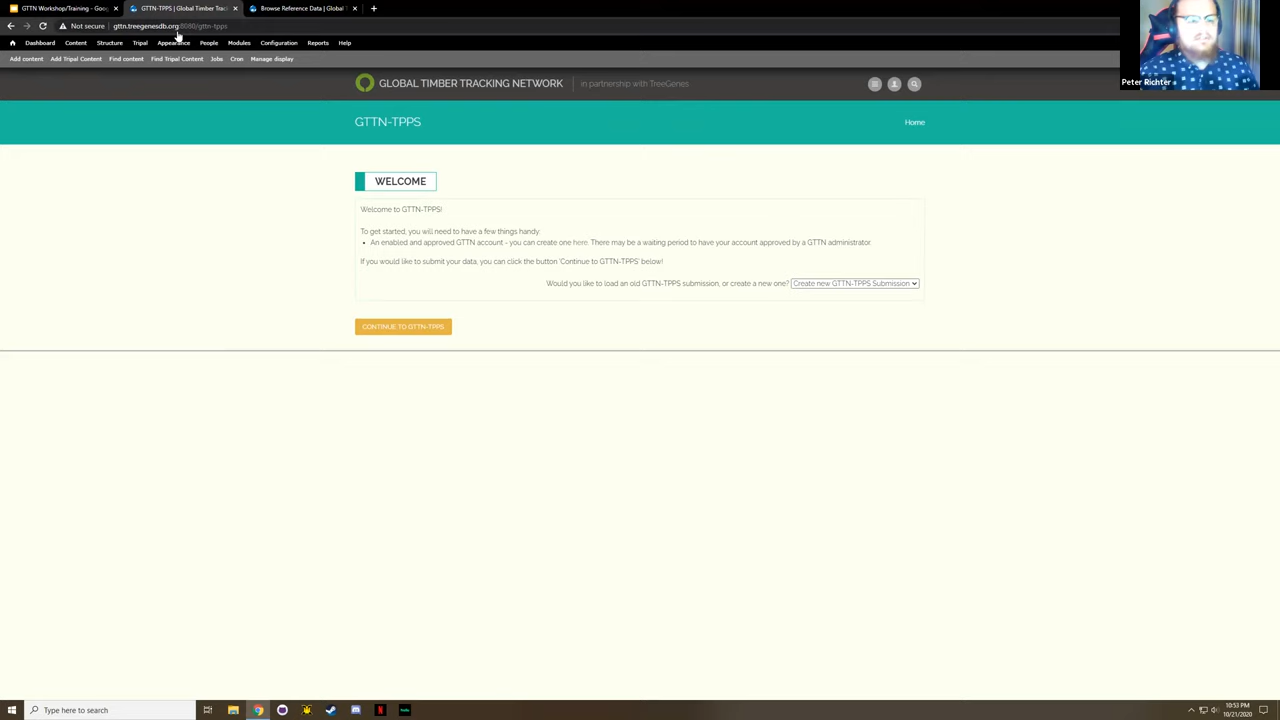 GTTN Workshop/Training - Goog
GTTN-TPPS | Global Timber Trac
Browse Reference Data | Global T
Not secure
gttn.treegenesdb.org:8080/gttn-tpps
Dashboard Content Structure Tripal Appearance People Modules Configuration Reports Help
Add content Add Tripal Content Find content Find Tripal Content Jobs Cron Manage display
Peter Richter
GLOBAL TIMBER TRACKING NETWORK in partnership with TreeGenes
GTTN-TPPS
Home
WELCOME
Welcome to GTTN-TPPS!
To get started, you will need to have a few things handy.
• An enabled and approved GTTN account - you can create one here. There may be a waiting period to have your account approved by a GTTN administrator.
If you would like to submit your data, you can click the button 'Continue to GTTN-TPPS' below!
Would you like to load an old GTTN-TPPS submission, or create a new one? Create new GTTN-TPPS Submission
CONTINUE TO GTTN-TPPS
Type here to search
10:53 PM
10/21/2020